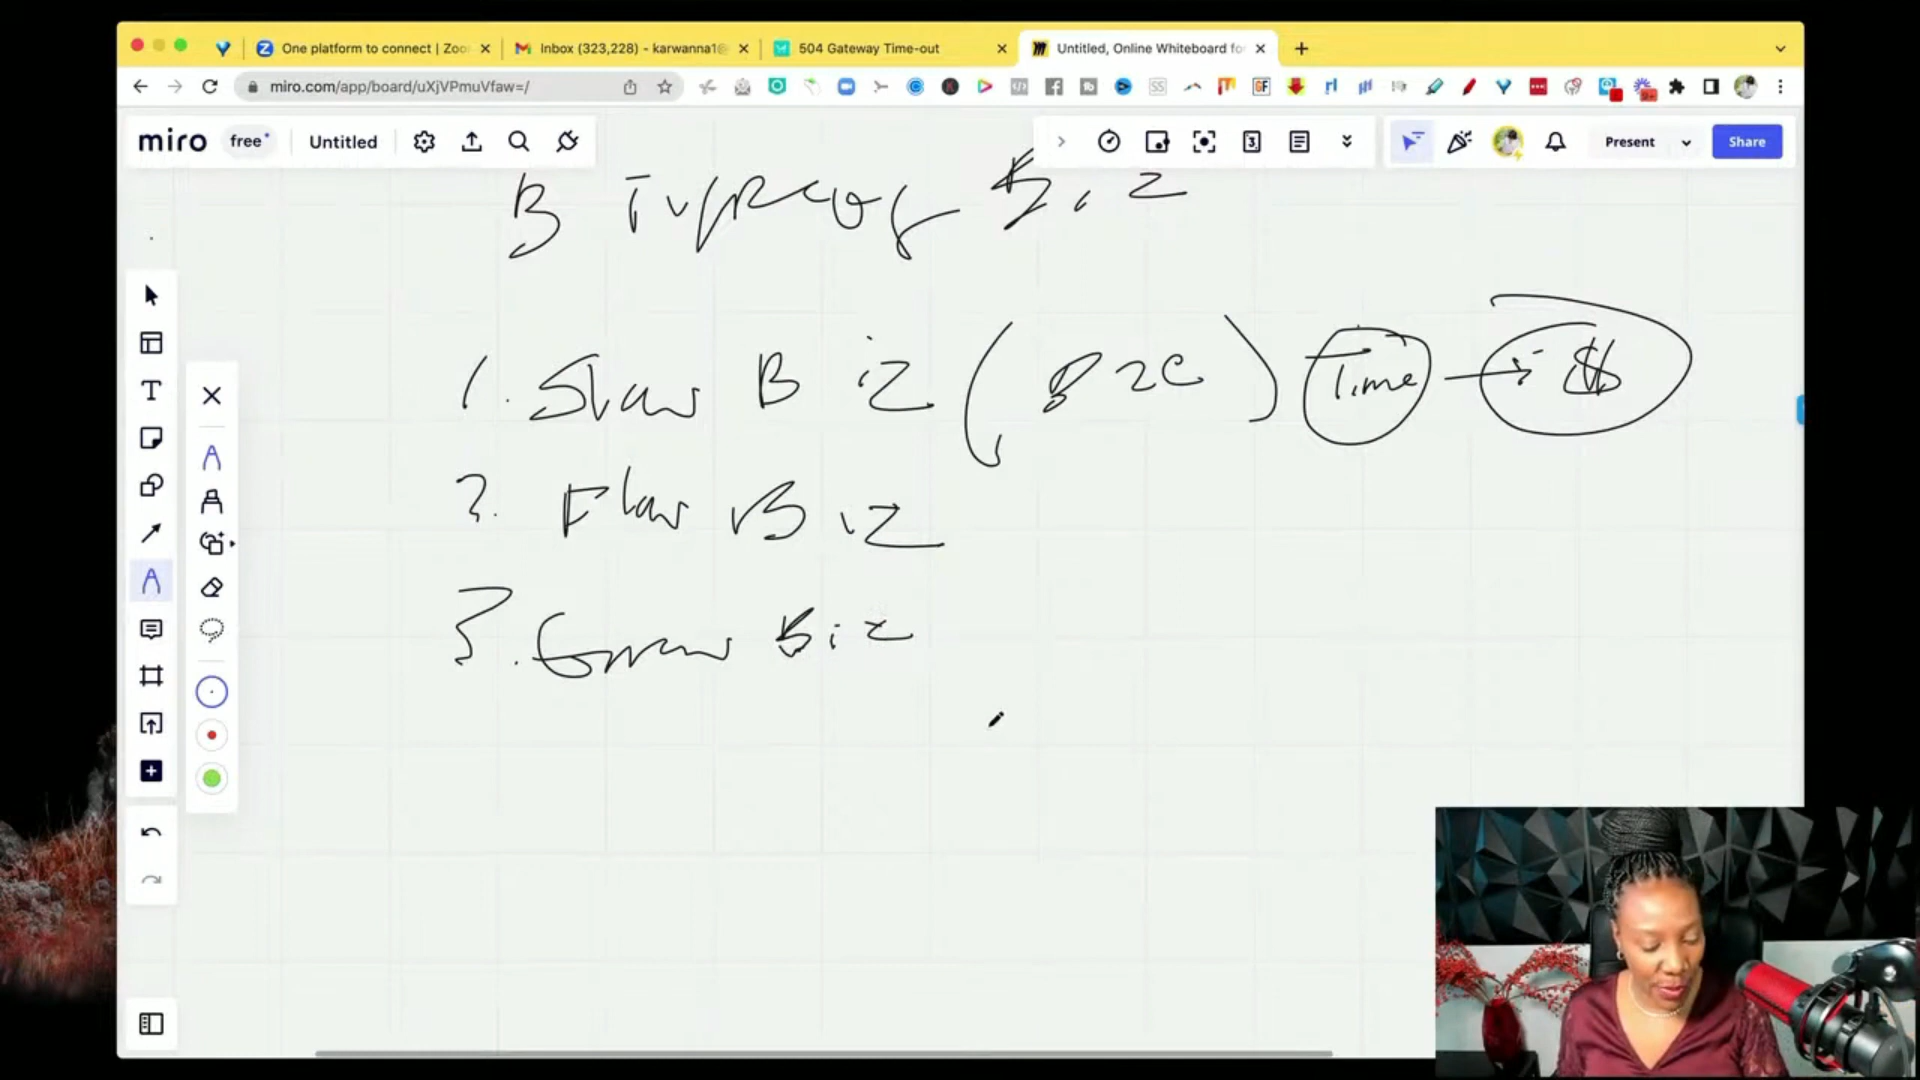 One platform to connect | Zoo
Inbox (323,228) - karwanna1@
504 Gateway Time-out
Untitled, Online Whiteboard fo
miro.com/app/board/uXjVPmuVfaw=/
miro free Untitled
Present Share
3 Types of Biz
1. Slow Biz (B2C) Time → $
2. Flow Biz
3. Grow Biz